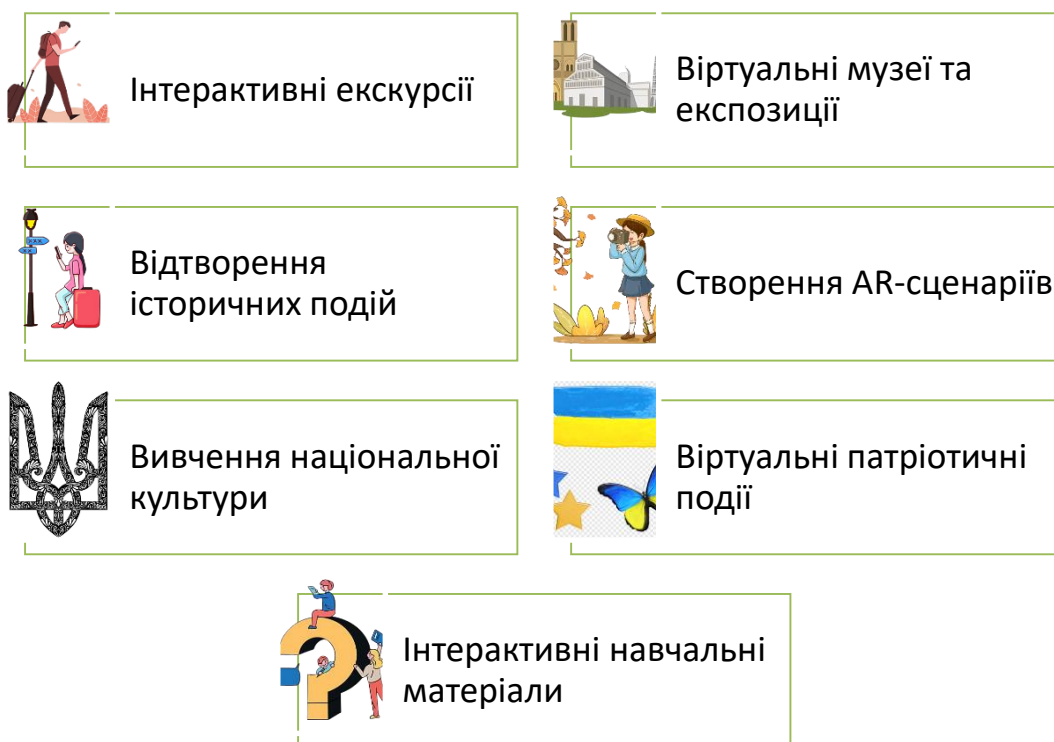 Інтерактивні екскурсії
Віртуальні музеї та
експозиції
Відтворення
історичних подій
Створення AR-сценаріїв
Вивчення національної
культури
Віртуальні патріотичні
події
Інтерактивні навчальні
матеріали